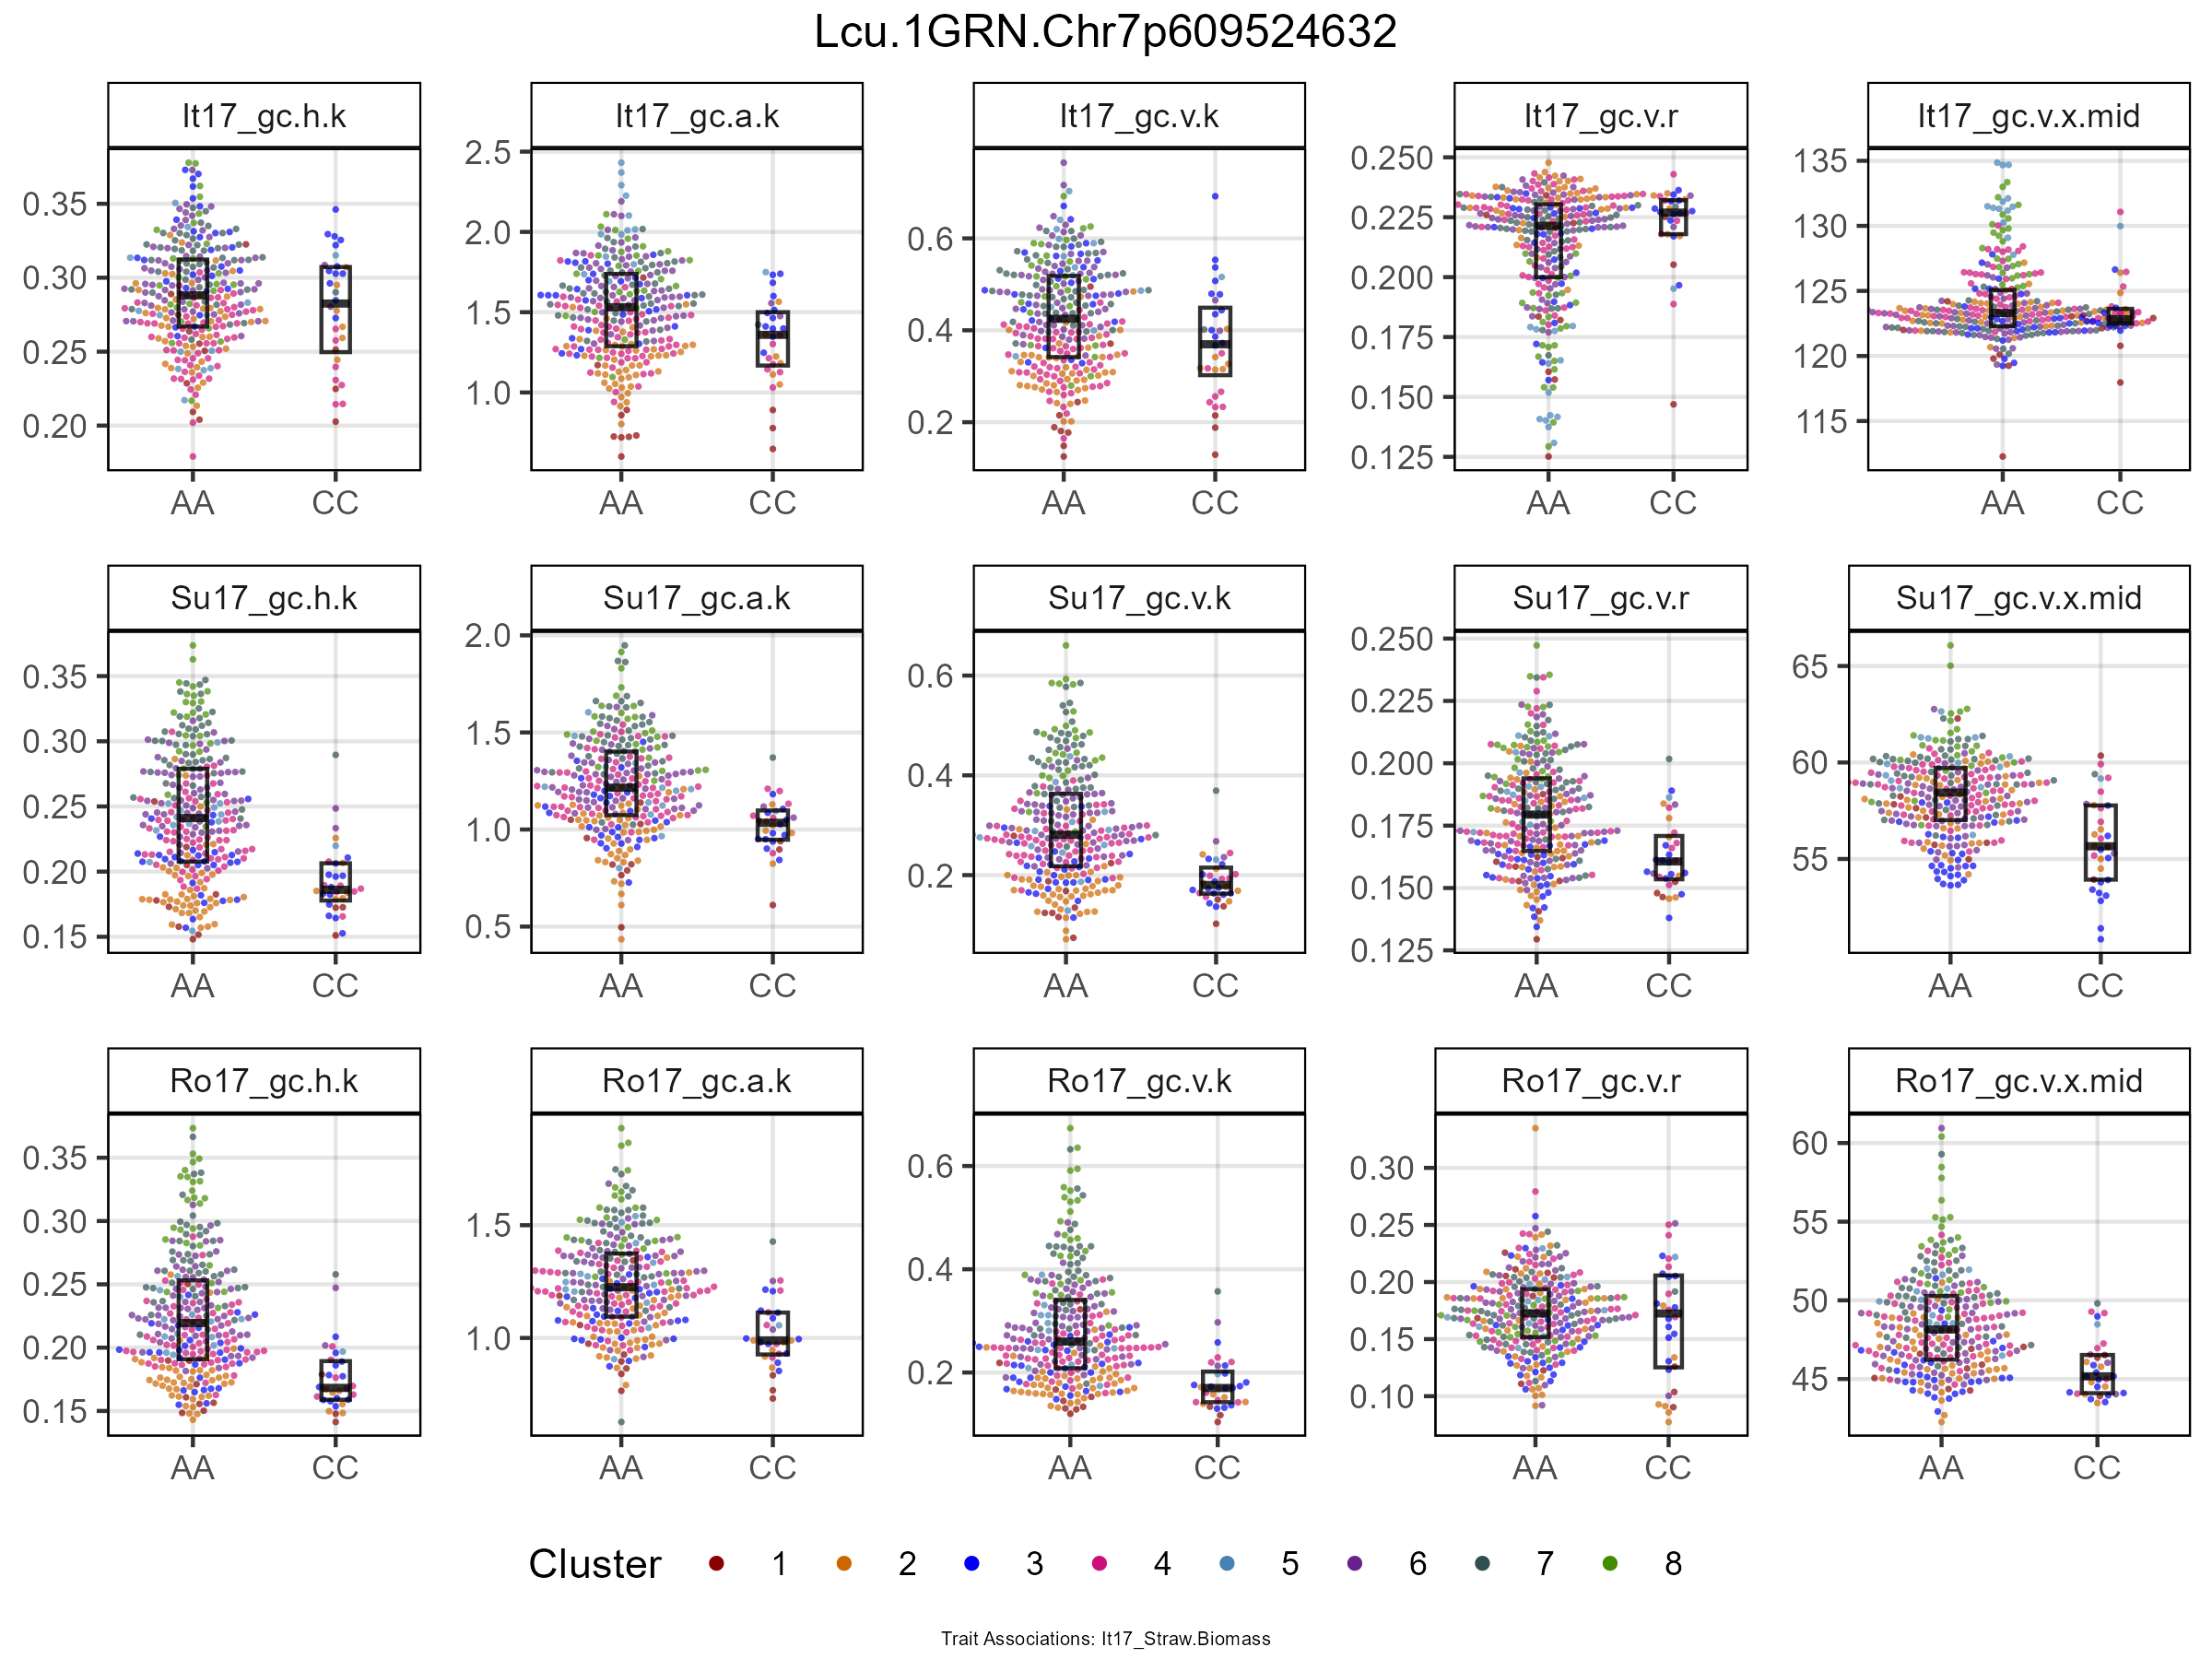 Lcu.1GRN.Chr7p609524632
It17_gc.h.k
It17_gc.a.k
It17_gc.v.k
It17_gc.v.r
It17_gc.v.x.mid
0.35
0.30
0.25
0.20
AA CC
2.5
2.0
1.5
1.0
AA CC
0.6
0.4
0.2
AA CC
0.250
0.225
0.200
0.175
0.150
0.125
AA CC
135
130
125
120
115
AA CC
Su17_gc.h.k
Su17_gc.a.k
Su17_gc.v.k
Su17_gc.v.r
Su17_gc.v.x.mid
0.35
0.30
0.25
0.20
0.15
AA CC
2.0
1.5
1.0
0.5
AA CC
0.6
0.4
0.2
AA CC
0.250
0.225
0.200
0.175
0.150
0.125
AA CC
65
60
55
AA CC
Ro17_gc.h.k
Ro17_gc.a.k
Ro17_gc.v.k
Ro17_gc.v.r
Ro17_gc.v.x.mid
0.35
0.30
0.25
0.20
0.15
AA CC
1.5
1.0
AA CC
0.6
0.4
0.2
AA CC
0.30
0.25
0.20
0.15
0.10
AA CC
60
55
50
45
AA CC
Cluster 1 2 3 4 5 6 7 8
Trait Associations: It17_Straw.Biomass